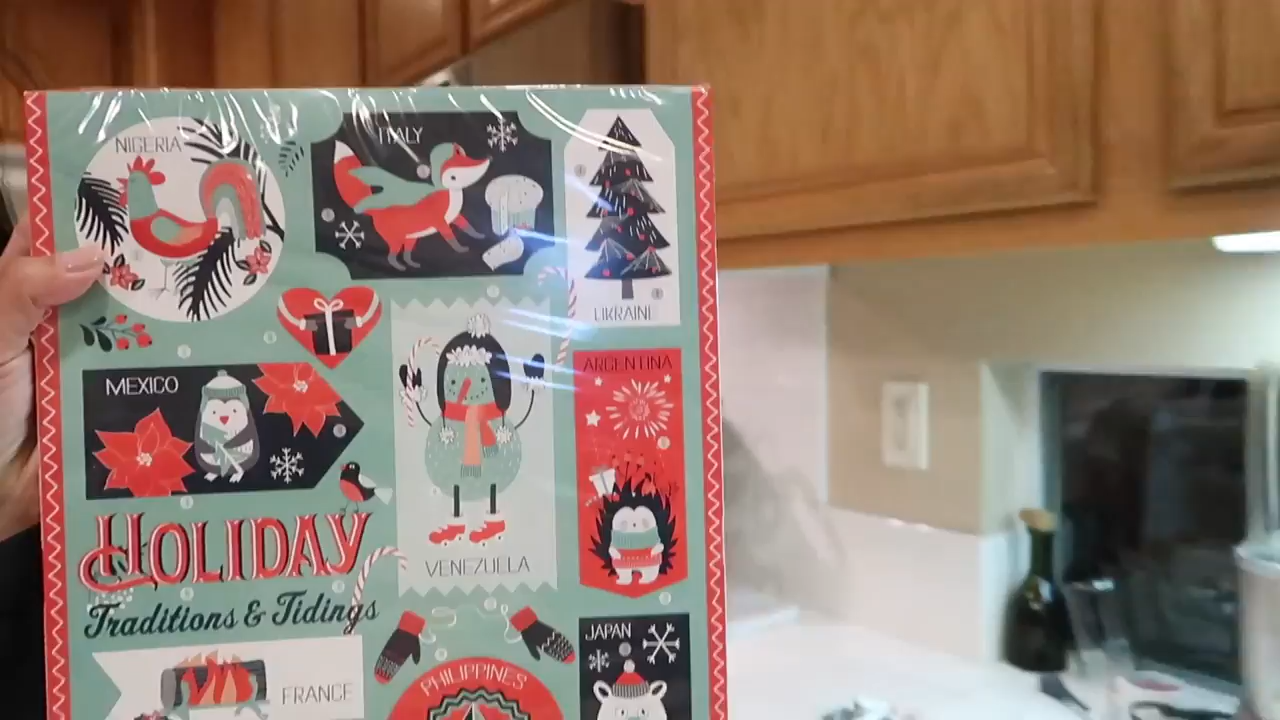 NIGERIA
ITALY
UKRAINE
MEXICO
ARGENTINA
VENEZUELA
HOLIDAY
Traditions & Tidings
FRANCE
PHILIPPINES
JAPAN